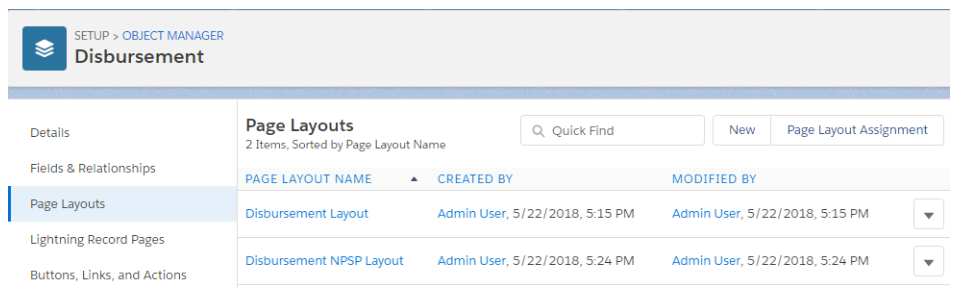 SETUP > OBJECT MANAGER
Disbursement
Details
Fields & Relationships
Page Layouts
Lightning Record Pages
Buttons, Links, and Actions
Page Layouts
2 Items, Sorted by Page Layout Name
Quick Find
New
Page Layout Assignment
PAGE LAYOUT NAME CREATED BY MODIFIED BY
Disbursement Layout Admin User, 5/22/2018, 5:15 PM Admin User, 5/22/2018, 5:15 PM
Disbursement NPSP Layout Admin User, 5/22/2018, 5:24 PM Admin User, 5/22/2018, 5:24 PM